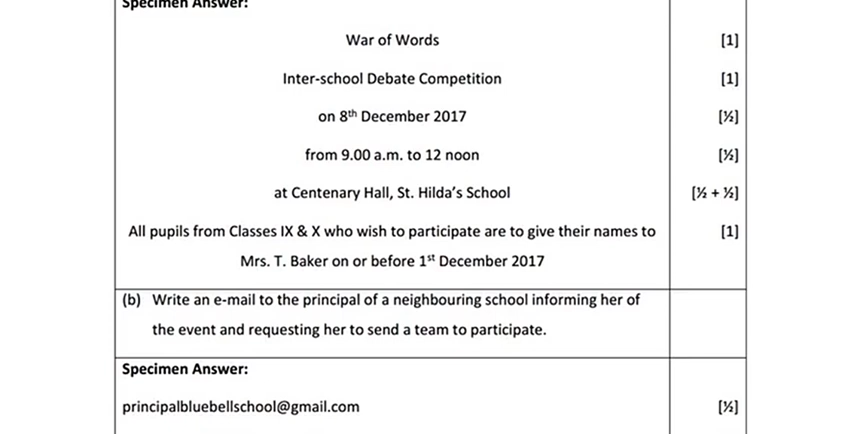 Specimen Answer:
War of Words [1]
Inter-school Debate Competition [1]
on 8th December 2017 [½]
from 9.00 a.m. to 12 noon [½]
at Centenary Hall, St. Hilda's School [½ + ½]
All pupils from Classes IX & X who wish to participate are to give their names to [1]
Mrs. T. Baker on or before 1st December 2017
(b) Write an e-mail to the principal of a neighbouring school informing her of
the event and requesting her to send a team to participate.
Specimen Answer:
principalbluebellschool@gmail.com [½]